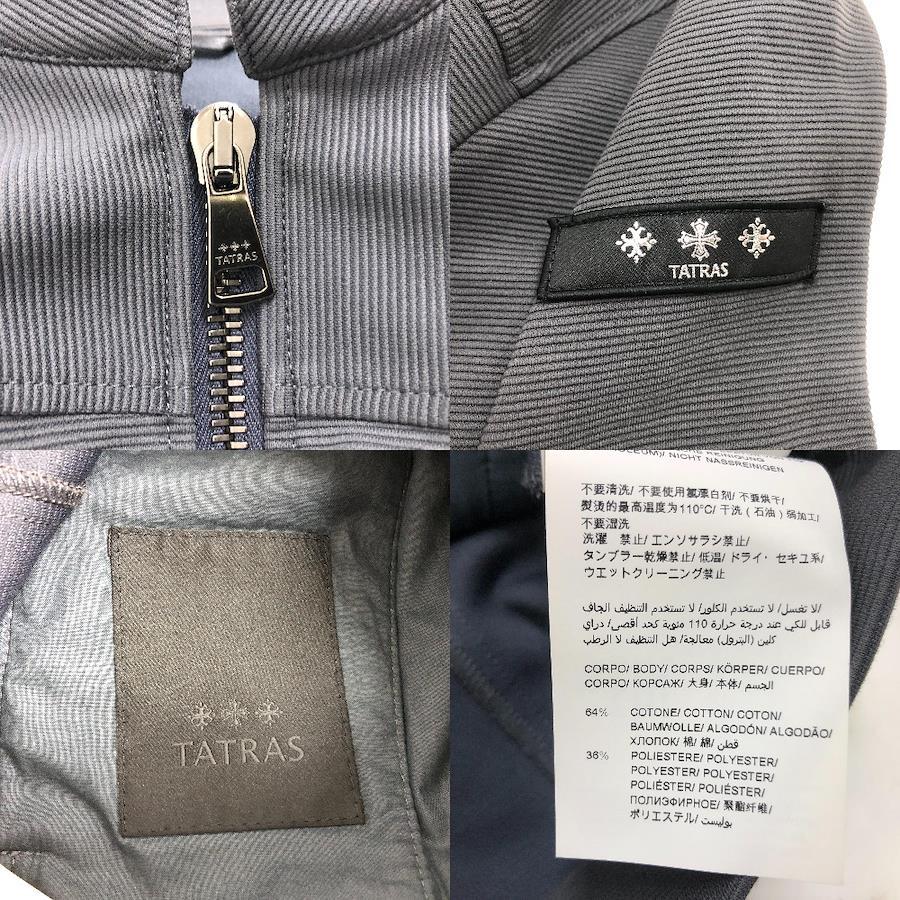 TATRAS
TATRAS
TATRAS
NICHT NASSREINIGEN
不要清洗/ 不要使用氯漂白剂/ 不要烘干/
熨烫的最高温度为110°C/ 干洗（石油）弱加工/
不要湿洗
洗濯 禁止/ エンソサラシ禁止/
タンブラー乾燥禁止/ 低温/ ドライ・セキユ系/
ウエットクリーニング禁止
لا تغسل/ لا تستخدم الكلور/ لا تستخدم التنظيف الجاف/
قابل للكي عند درجة حرارة 110 مئوية كحد أقصى/ دراي
كلين (البترول) معالجة/ هل التنظيف لا الرطب
CORPO/ BODY/ CORPS/ KÖRPER/ CUERPO/
CORPO/ КОРСАЖ/ 大身/ 本体/ الجسم
64% COTONE/ COTTON/ COTON/
BAUMWOLLE/ ALGODÓN/ ALGODÃO/
ХЛОПОК/ 棉/ 綿/ قطن
36% POLIESTERE/ POLYESTER/
POLYESTER/ POLYESTER/
POLIÉSTER/ POLIÉSTER/
ПОЛИЭФИРНОЕ/ 聚酯纤维/
ポリエステル/ بوليست